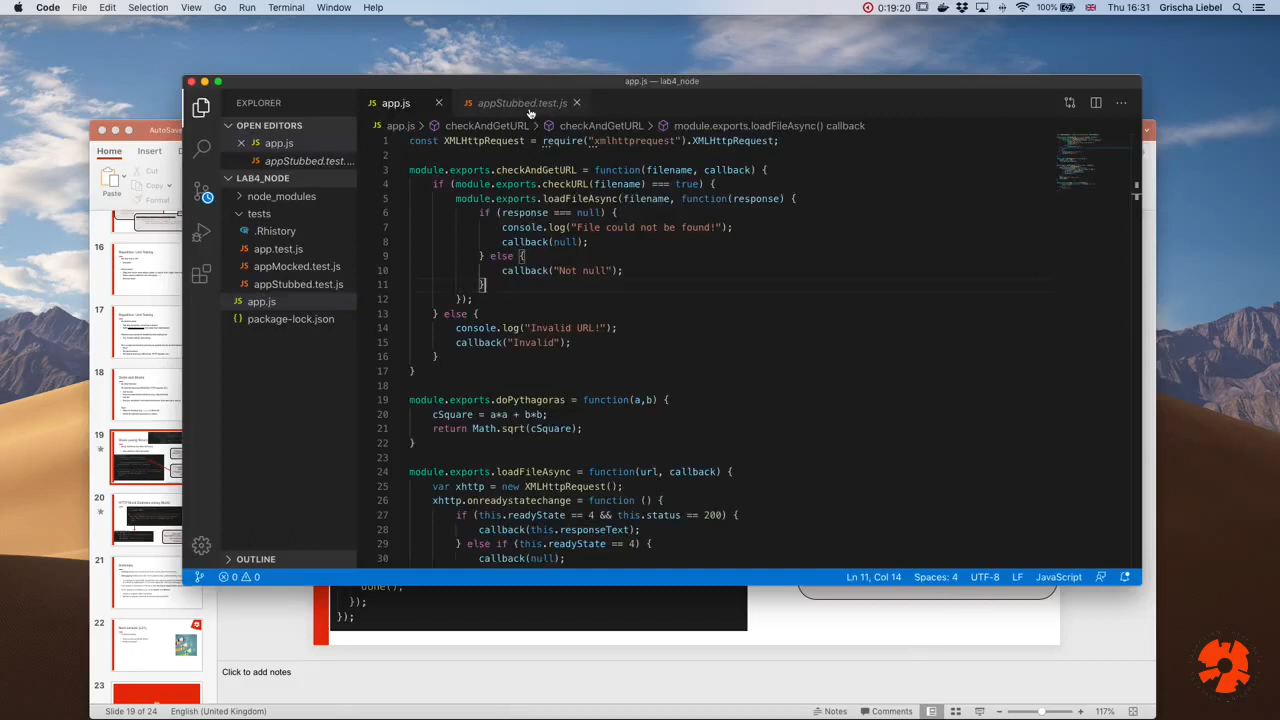 Code File Edit Selection View Go Run Terminal Window Help 0:19:20 100% Thu 16:31 Grischa Liebel
app.js — lab4_node
EXPLORER
JS app.js JS appStubbed.test.js
app.js › checkAndGetURL › checkAndGetURL › module.exports.loadFileAsync() callback
OPEN EDITORS
JS app.js
JS appStubbed.test....
LAB4_NODE
node_modules
tests
.Rhistory
JS app.test.js
JS appMocked.test.js
JS appStubbed.test.js
JS app.js
{} package-lock.json
OUTLINE
1 const XMLHttpRequest = require("xmlhttprequest").XMLHttpRequest;
2
3 module.exports.checkAndGetURL = function(filename, callback) {
4 if (module.exports.checkURL(filename) === true) {
5 module.exports.loadFileAsync(filename, function(response) {
6 if (response === null) {
7 console.log("File could not be found!");
8 callback(null);
9 } else {
10 callback("Not null");
11 }
12 });
13 } else {
14 console.log("Invalid URL!");
15 callback("Invalid");
16 }
17 }
18
19 module.exports.doPythagoras = function(a,b) {
20 cSquare = a*a + b*b;
21 return Math.sqrt(cSquare);
22 }
23
24 module.exports.loadFileAsync = function(url, callback) {
25 var xhttp = new XMLHttpRequest();
26 xhttp.onreadystatechange = function () {
27 if (this.readyState == 4 && this.status == 200) {
28 callback(this.responseText);
29 } else if (this.readyState == 4) {
30 callback(null);
0 0
Ln 11, Col 14 Spaces: 4 UTF-8 LF JavaScript
AutoSave
Home Insert D
Paste
Cut
Copy
Format
16
17
18
19
20
21
22
23
done();
});
});
Click to add notes
Slide 19 of 24 English (United Kingdom) Notes Comments 117%